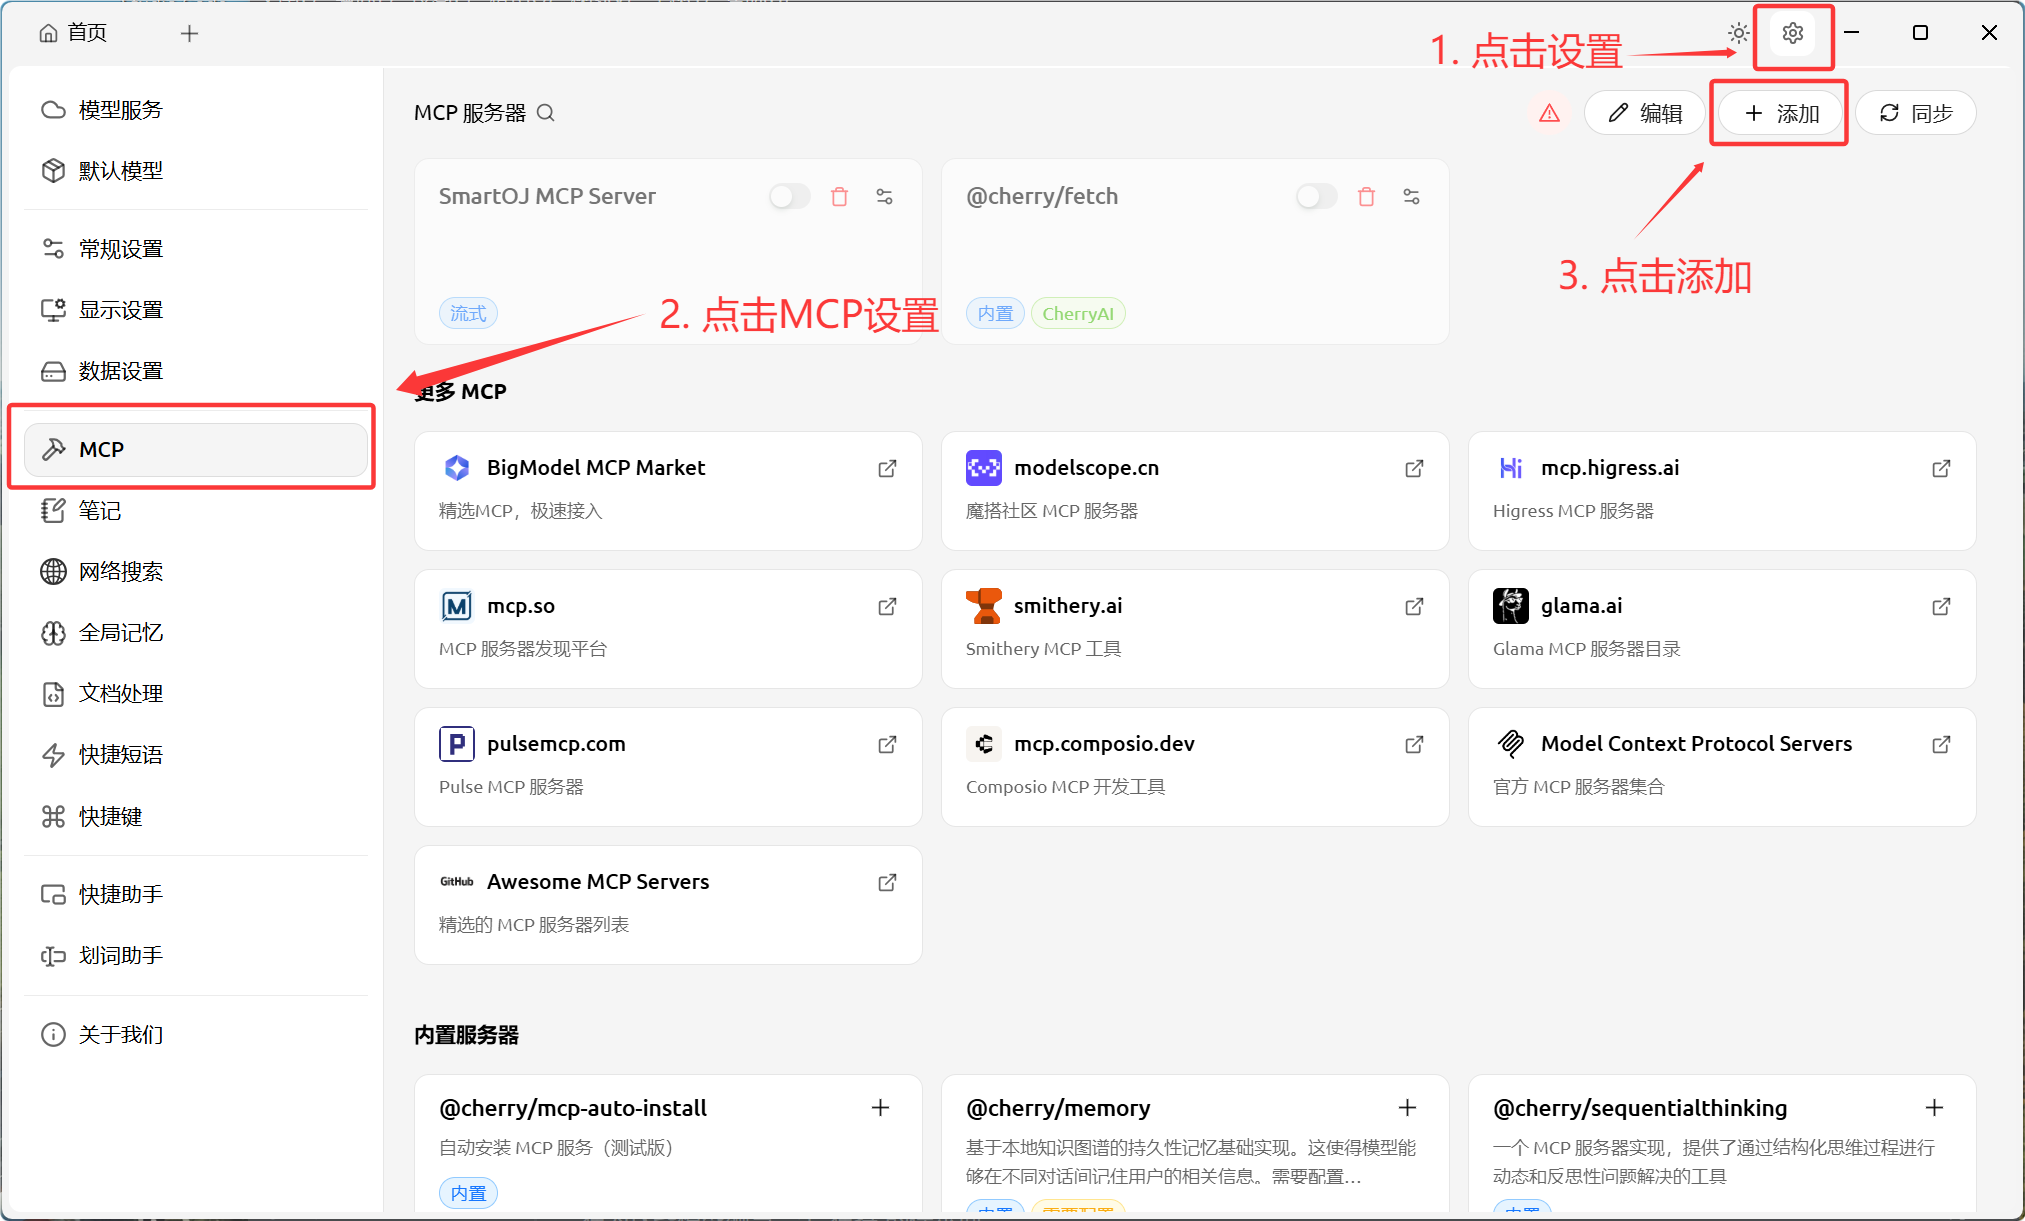 首页
1. 点击设置
模型服务
默认模型
常规设置
显示设置
数据设置
MCP
笔记
网络搜索
全局记忆
文档处理
快捷短语
快捷键
快捷助手
划词助手
关于我们
MCP 服务器
编辑
添加
同步
SmartOJ MCP Server
流式
@cherry/fetch
内置
CherryAI
2. 点击MCP设置
3. 点击添加
更多 MCP
BigModel MCP Market
精选MCP，极速接入
modelscope.cn
魔搭社区 MCP 服务器
Hi
mcp.higress.ai
Higress MCP 服务器
M
mcp.so
MCP 服务器发现平台
smithery.ai
Smithery MCP 工具
glama.ai
Glama MCP 服务器目录
P
pulsemcp.com
Pulse MCP 服务器
mcp.composio.dev
Composio MCP 开发工具
Model Context Protocol Servers
官方 MCP 服务器集合
GitHub
Awesome MCP Servers
精选的 MCP 服务器列表
内置服务器
@cherry/mcp-auto-install
自动安装 MCP 服务（测试版）
内置
@cherry/memory
基于本地知识图谱的持久性记忆基础实现。这使得模型能
够在不同对话间记住用户的相关信息。需要配置...
内置
需要配置
@cherry/sequentialthinking
一个 MCP 服务器实现，提供了通过结构化思维过程进行
动态和反思性问题解决的工具
内置